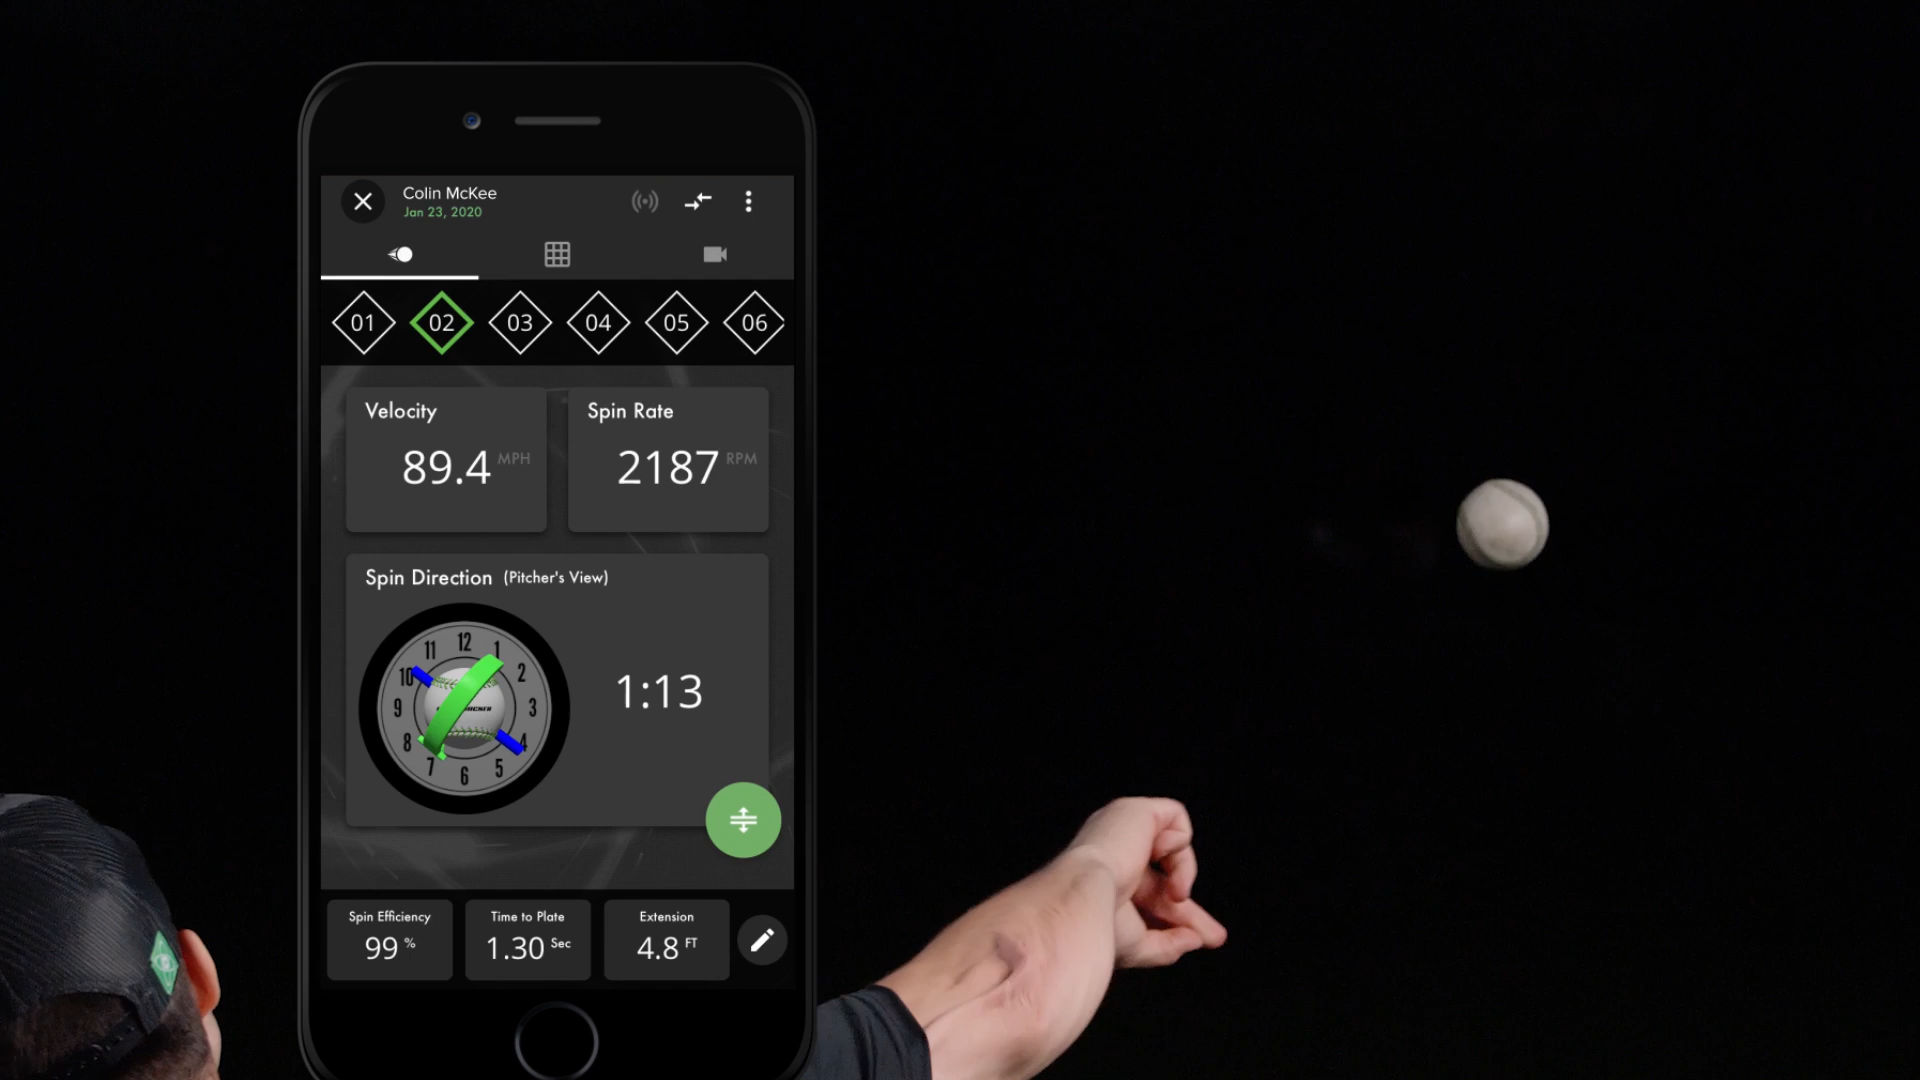 Colin McKee
Jan 23, 2020
01 02 03 04 05 06
Velocity
89.4 MPH
Spin Rate
2187 RPM
Spin Direction (Pitcher's View)
12
11 1
10 2
9 3
8 4
7 5
6
1:13
Spin Efficiency
99 %
Time to Plate
1.30 Sec
Extension
4.8 FT